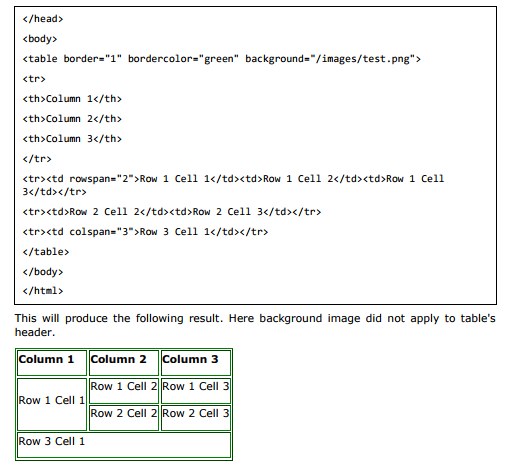 </head>
<body>
<table border="1" bordercolor="green" background="/images/test.png">
<tr>
<th>Column 1</th>
<th>Column 2</th>
<th>Column 3</th>
</tr>
<tr><td rowspan="2">Row 1 Cell 1</td><td>Row 1 Cell 2</td><td>Row 1 Cell
3</td></tr>
<tr><td>Row 2 Cell 2</td><td>Row 2 Cell 3</td></tr>
<tr><td colspan="3">Row 3 Cell 1</td></tr>
</table>
</body>
</html>
This will produce the following result. Here background image did not apply to table's
header.
Column 1 Column 2 Column 3
Row 1 Cell 2 Row 1 Cell 3
Row 1 Cell 1
Row 2 Cell 2 Row 2 Cell 3
Row 3 Cell 1